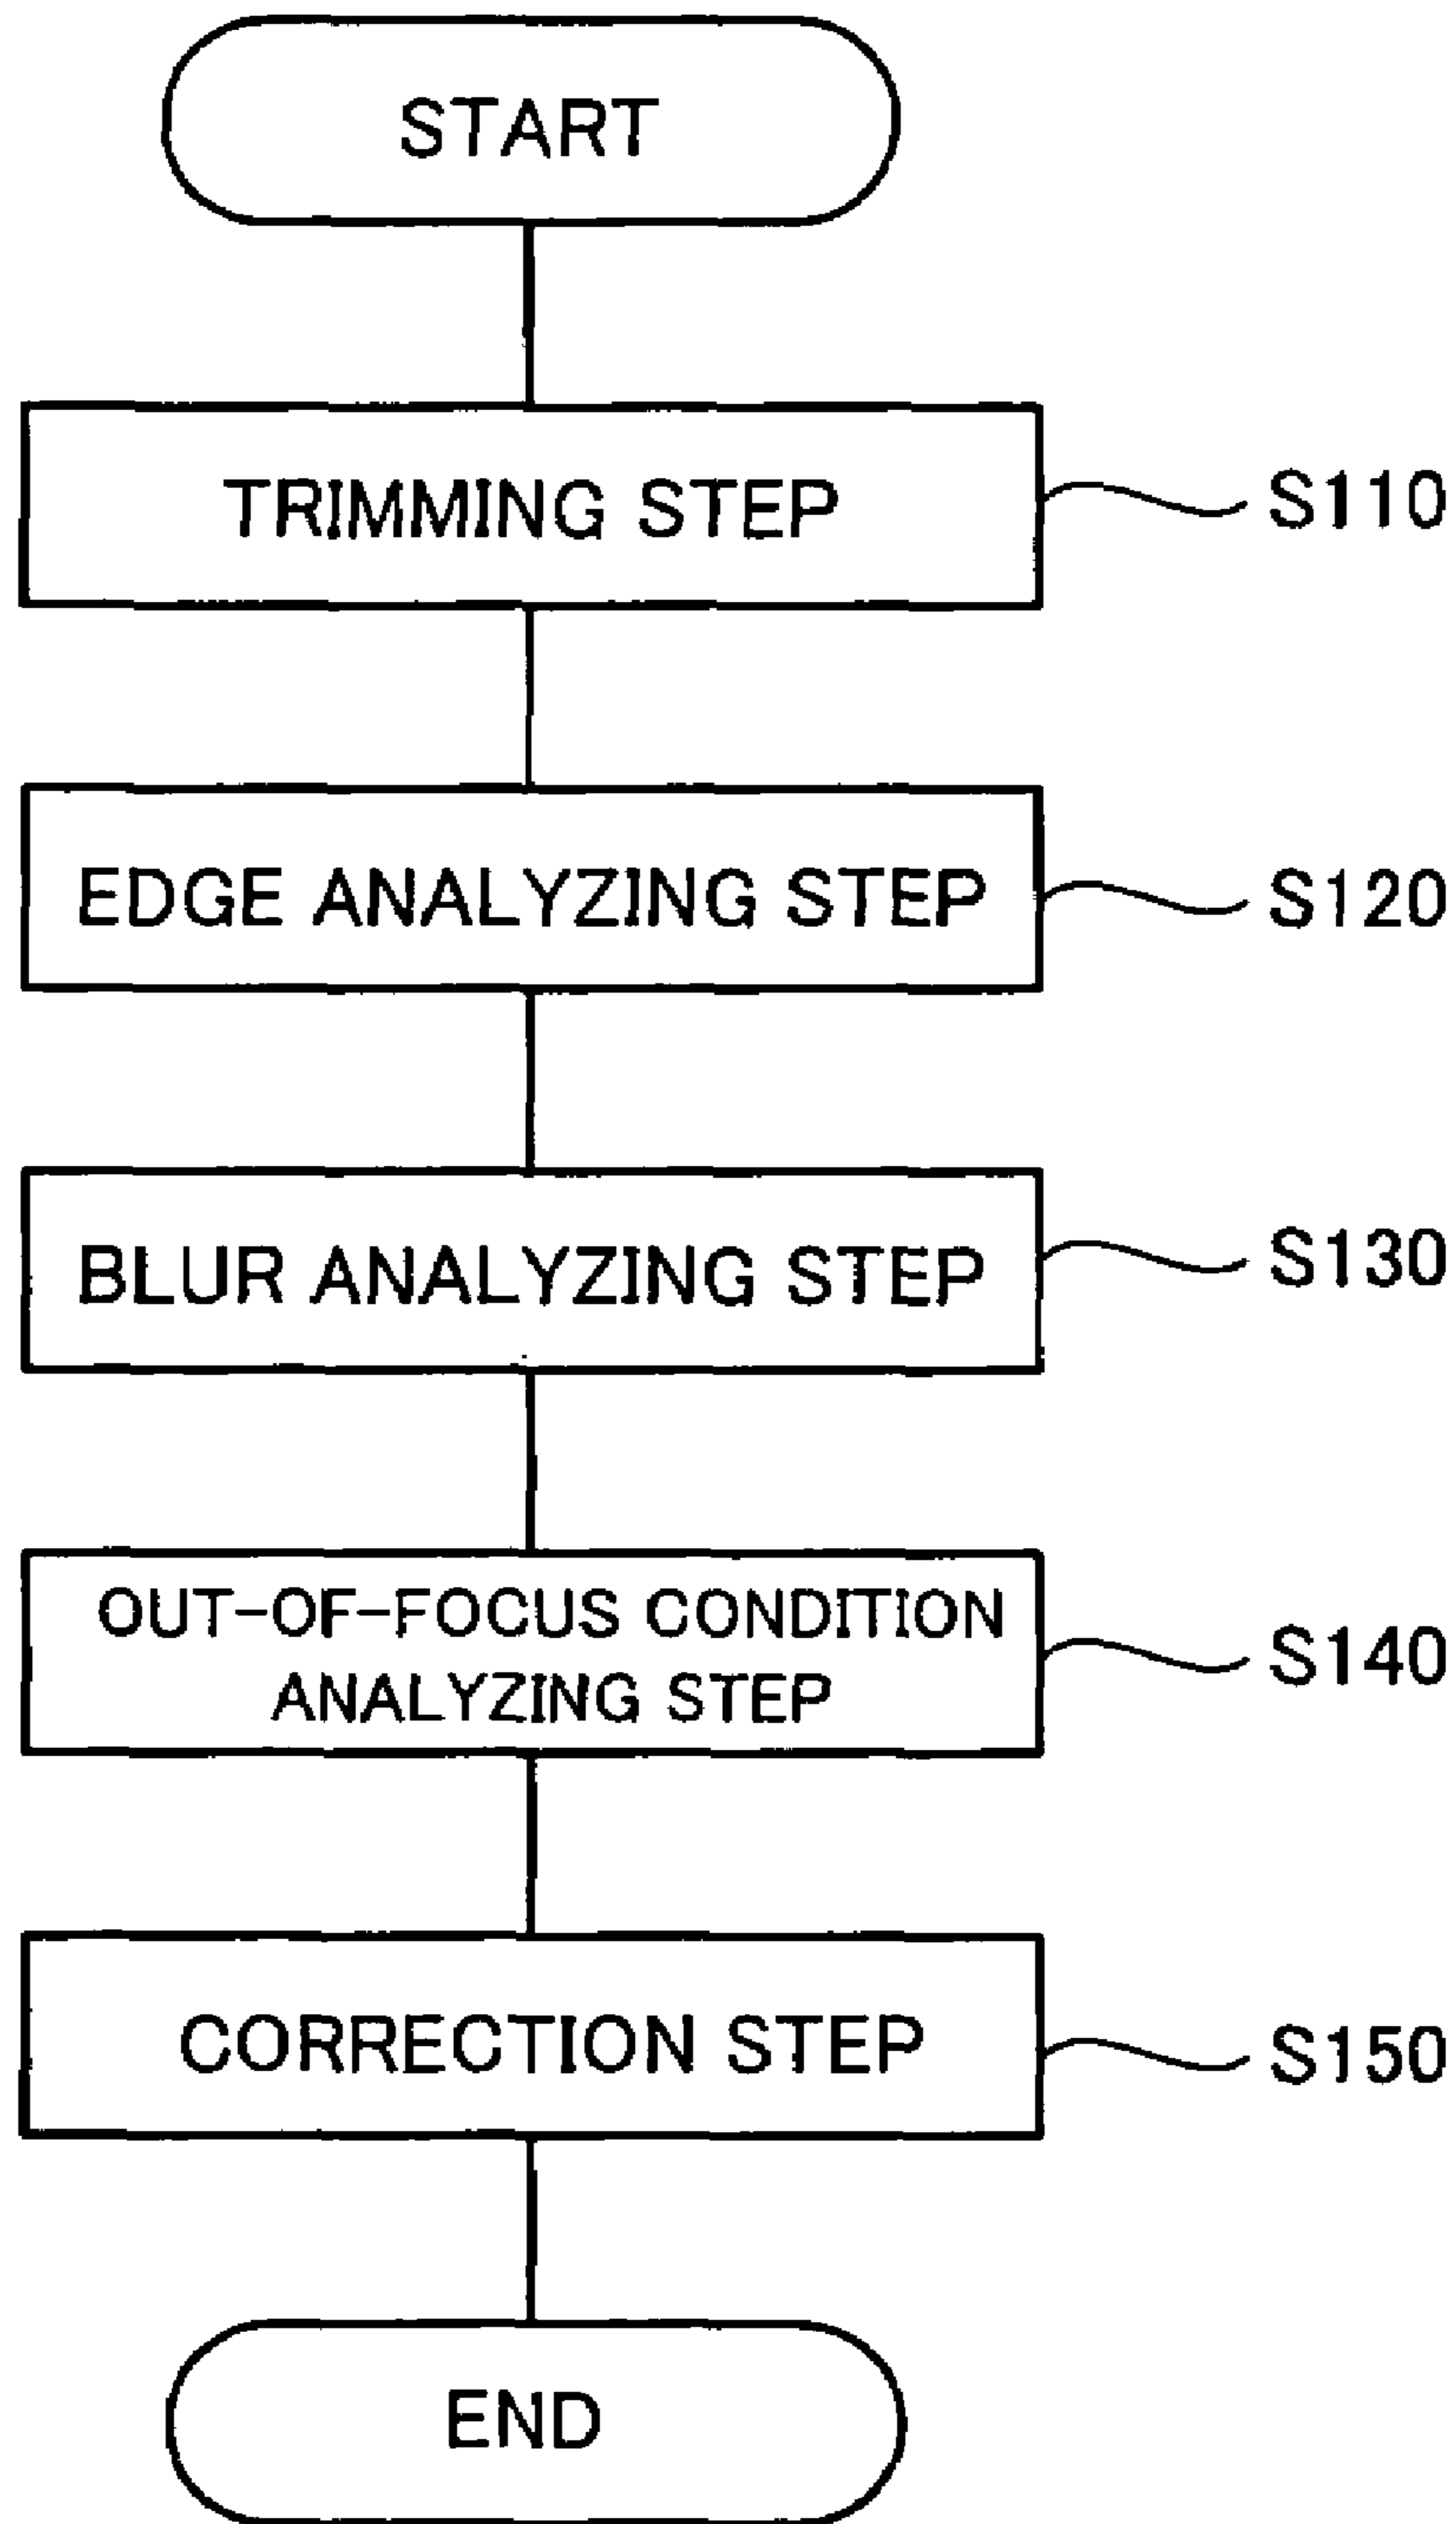 START
TRIMMING STEP
S110
EDGE ANALYZING STEP
S120
BLUR ANALYZING STEP
S130
OUT-OF-FOCUS CONDITION
ANALYZING STEP
S140
CORRECTION STEP
S150
END